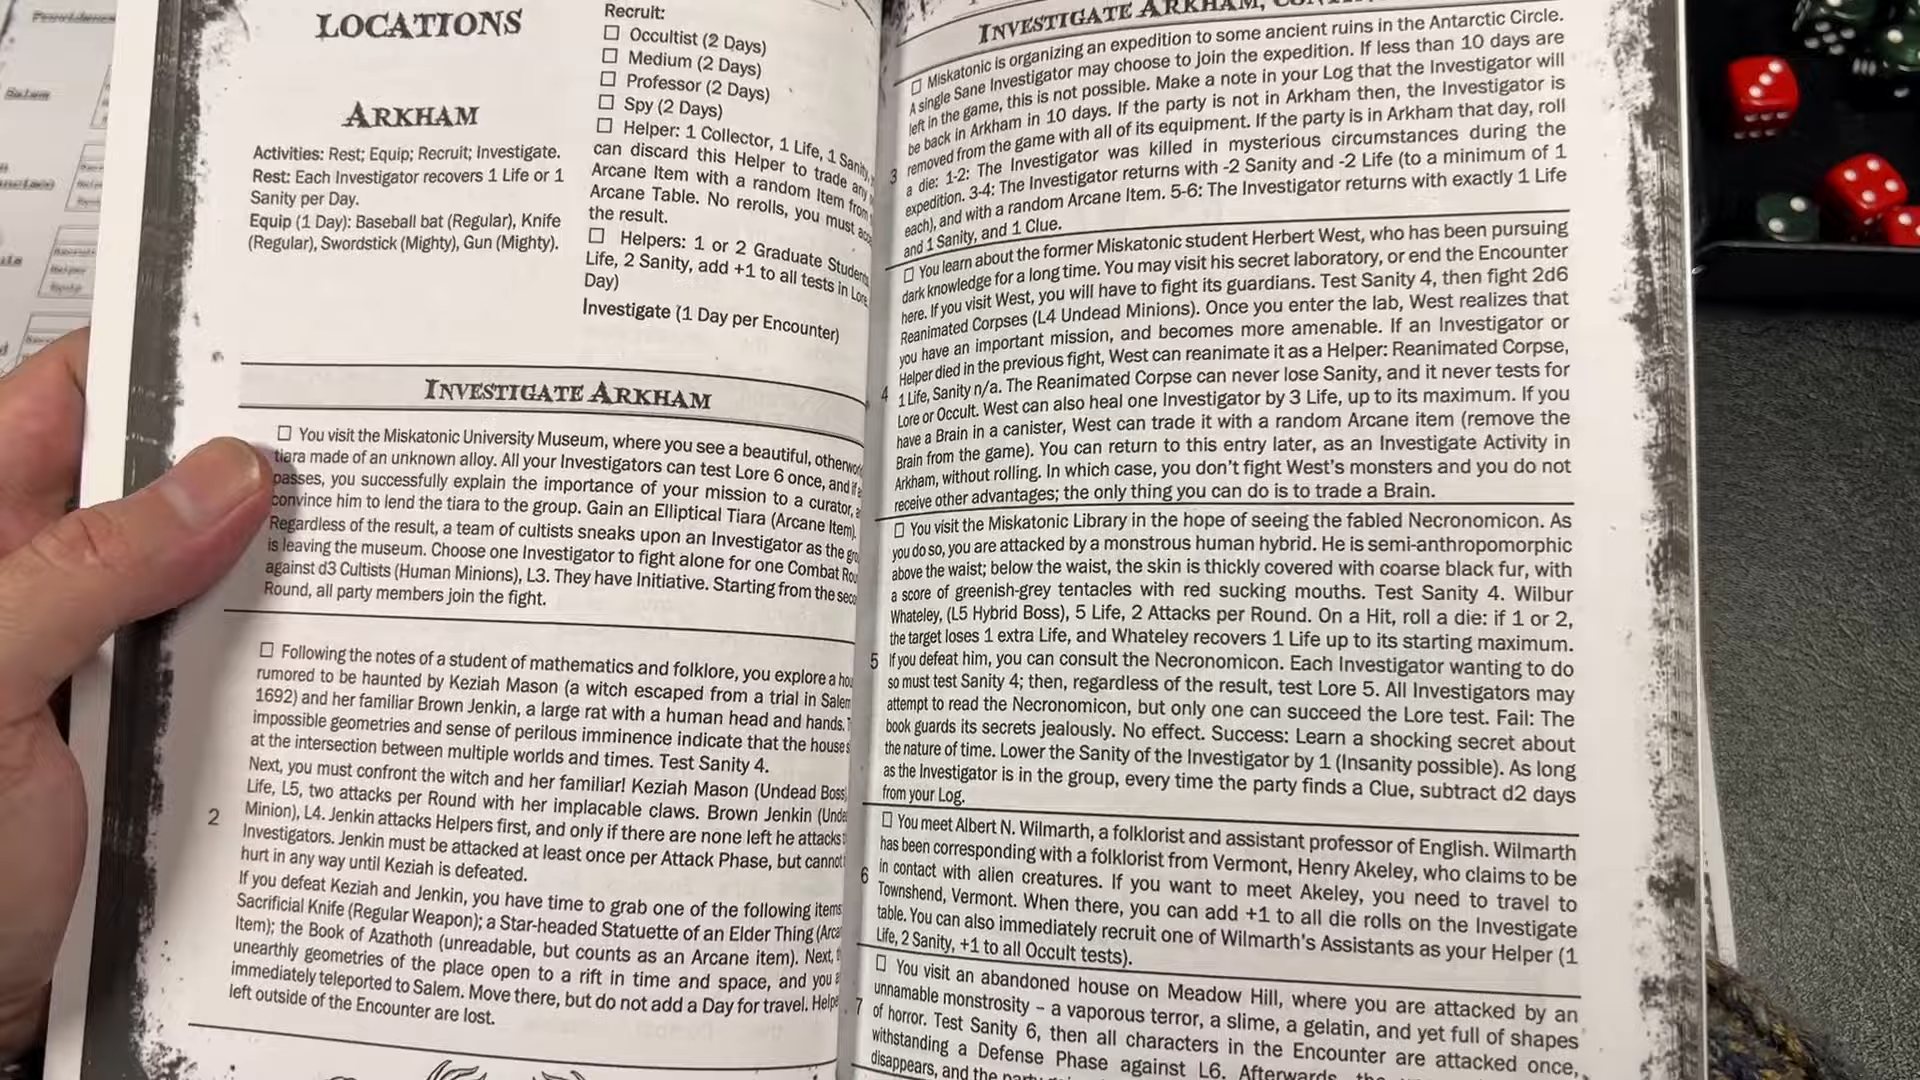 LOCATIONS
ARKHAM
Activities: Rest; Equip; Recruit; Investigate.
Rest: Each Investigator recovers 1 Life or 1
Sanity per Day.
Equip (1 Day): Baseball bat (Regular), Knife
(Regular), Swordstick (Mighty), Gun (Mighty).
Recruit:
☐ Occultist (2 Days)
☐ Medium (2 Days)
☐ Professor (2 Days)
☐ Spy (2 Days)
☐ Helper: 1 Collector, 1 Life, 1 Sanity,
can discard this Helper to trade any
Arcane Item with a random Item from
Arcane Table. No rerolls, you must
the result.
☐ Helpers: 1 or 2 Graduate Students
Life, 2 Sanity, add +1 to all tests in Lore
Day)
Investigate (1 Day per Encounter)
INVESTIGATE ARKHAM
☐ You visit the Miskatonic University Museum, where you see a beautiful,
tiara made of an unknown alloy. All your Investigators can test Lore 6 once, and if
passes, you successfully explain the importance of your mission to a curator,
convince him to lend the tiara to the group. Gain an Elliptical Tiara (Arcane Item).
Regardless of the result, a team of cultists sneaks upon an Investigator as the
is leaving the museum. Choose one Investigator to fight alone for one Combat
against d3 Cultists (Human Minions), L3. They have Initiative. Starting from the
Round, all party members join the fight.
2
☐ Following the notes of a student of mathematics and folklore, you explore a
rumored to be haunted by Keziah Mason (a witch escaped from a trial in Salem
1692) and her familiar Brown Jenkin, a large rat with a human head and hands.
impossible geometries and sense of perilous imminence indicate that the house
at the intersection between multiple worlds and times. Test Sanity 4.
Next, you must confront the witch and her familiar! Keziah Mason (Undead Boss
Life, L5, two attacks per Round with her implacable claws. Brown Jenkin
Minion), L4. Jenkin attacks Helpers first, and only if there are none left he attacks
Investigators. Jenkin must be attacked at least once per Attack Phase, but cannot
hurt in any way until Keziah is defeated.
If you defeat Keziah and Jenkin, you have time to grab one of the following items
Sacrificial Knife (Regular Weapon); a Star-headed Statuette of an Elder Thing
Item); the Book of Azathoth (unreadable, but counts as an Arcane item). Next,
unearthly geometries of the place open to a rift in time and space, and you
immediately teleported to Salem. Move there, but do not add a Day for travel.
left outside of the Encounter are lost.
INVESTIGATE ARKHAM,
3
☐ Miskatonic is organizing an expedition to some ancient ruins in the Antarctic Circle.
A single Sane Investigator may choose to join the expedition. If less than 10 days are
left in the game, this is not possible. Make a note in your Log that the Investigator will
be back in Arkham in 10 days. If the party is not in Arkham then, the Investigator is
removed from the game with all of its equipment. If the party is in Arkham that day, roll
a die: 1-2: The Investigator was killed in mysterious circumstances during the
expedition. 3-4: The Investigator returns with -2 Sanity and -2 Life (to a minimum of 1
each), and with a random Arcane Item. 5-6: The Investigator returns with exactly 1 Life
and 1 Sanity, and 1 Clue.
4
☐ You learn about the former Miskatonic student Herbert West, who has been pursuing
dark knowledge for a long time. You may visit his secret laboratory, or end the Encounter
here. If you visit West, you will have to fight its guardians. Test Sanity 4, then fight 2d6
Reanimated Corpses (L4 Undead Minions). Once you enter the lab, West realizes that
you have an important mission, and becomes more amenable. If an Investigator or
Helper died in the previous fight, West can reanimate it as a Helper: Reanimated Corpse,
1 Life, Sanity n/a. The Reanimated Corpse can never lose Sanity, and it never tests for
Lore or Occult. West can also heal one Investigator by 3 Life, up to its maximum. If you
have a Brain in a canister, West can trade it with a random Arcane item (remove the
Brain from the game). You can return to this entry later, as an Investigate Activity in
Arkham, without rolling. In which case, you don't fight West's monsters and you do not
receive other advantages; the only thing you can do is to trade a Brain.
5
☐ You visit the Miskatonic Library in the hope of seeing the fabled Necronomicon. As
you do so, you are attacked by a monstrous human hybrid. He is semi-anthropomorphic
above the waist; below the waist, the skin is thickly covered with coarse black fur, with
a score of greenish-grey tentacles with red sucking mouths. Test Sanity 4. Wilbur
Whateley, (L5 Hybrid Boss), 5 Life, 2 Attacks per Round. On a Hit, roll a die: if 1 or 2,
the target loses 1 extra Life, and Whateley recovers 1 Life up to its starting maximum.
If you defeat him, you can consult the Necronomicon. Each Investigator wanting to do
so must test Sanity 4; then, regardless of the result, test Lore 5. All Investigators may
attempt to read the Necronomicon, but only one can succeed the Lore test. Fail: The
book guards its secrets jealously. No effect. Success: Learn a shocking secret about
the nature of time. Lower the Sanity of the Investigator by 1 (Insanity possible). As long
as the Investigator is in the group, every time the party finds a Clue, subtract d2 days
from your Log.
6
☐ You meet Albert N. Wilmarth, a folklorist and assistant professor of English. Wilmarth
has been corresponding with a folklorist from Vermont, Henry Akeley, who claims to be
in contact with alien creatures. If you want to meet Akeley, you need to travel to
Townshend, Vermont. When there, you can add +1 to all die rolls on the Investigate
table. You can also immediately recruit one of Wilmarth's Assistants as your Helper (1
Life, 2 Sanity, +1 to all Occult tests).
7
☐ You visit an abandoned house on Meadow Hill, where you are attacked by an
unnamable monstrosity – a vaporous terror, a slime, a gelatin, and yet full of shapes
of horror. Test Sanity 6, then all characters in the Encounter are attacked once,
withstanding a Defense Phase against L6. Afterwards, the
disappears, and the